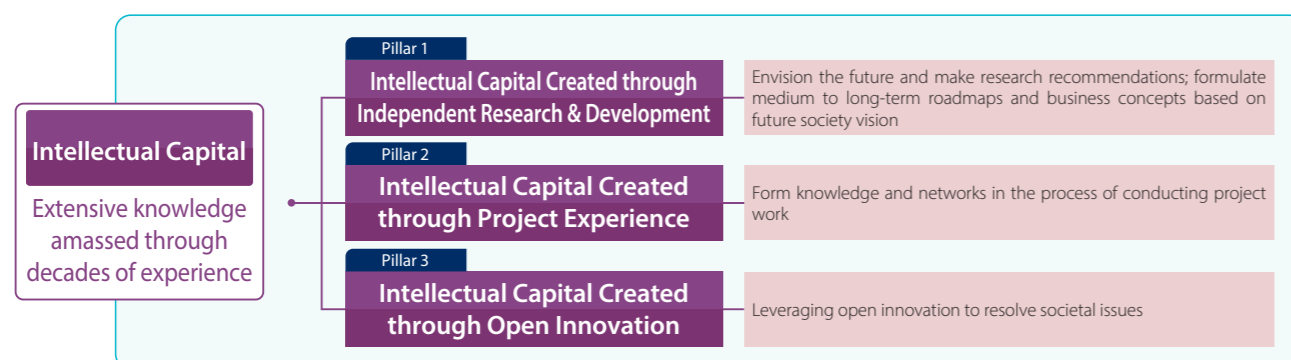 Intellectual Capital
Extensive knowledge
amassed through
decades of experience
Pillar 1
Intellectual Capital Created through
Independent Research & Development
Envision the future and make research recommendations; formulate
medium to long-term roadmaps and business concepts based on
future society vision
Pillar 2
Intellectual Capital Created
through Project Experience
Form knowledge and networks in the process of conducting project
work
Pillar 3
Intellectual Capital Created
through Open Innovation
Leveraging open innovation to resolve societal issues